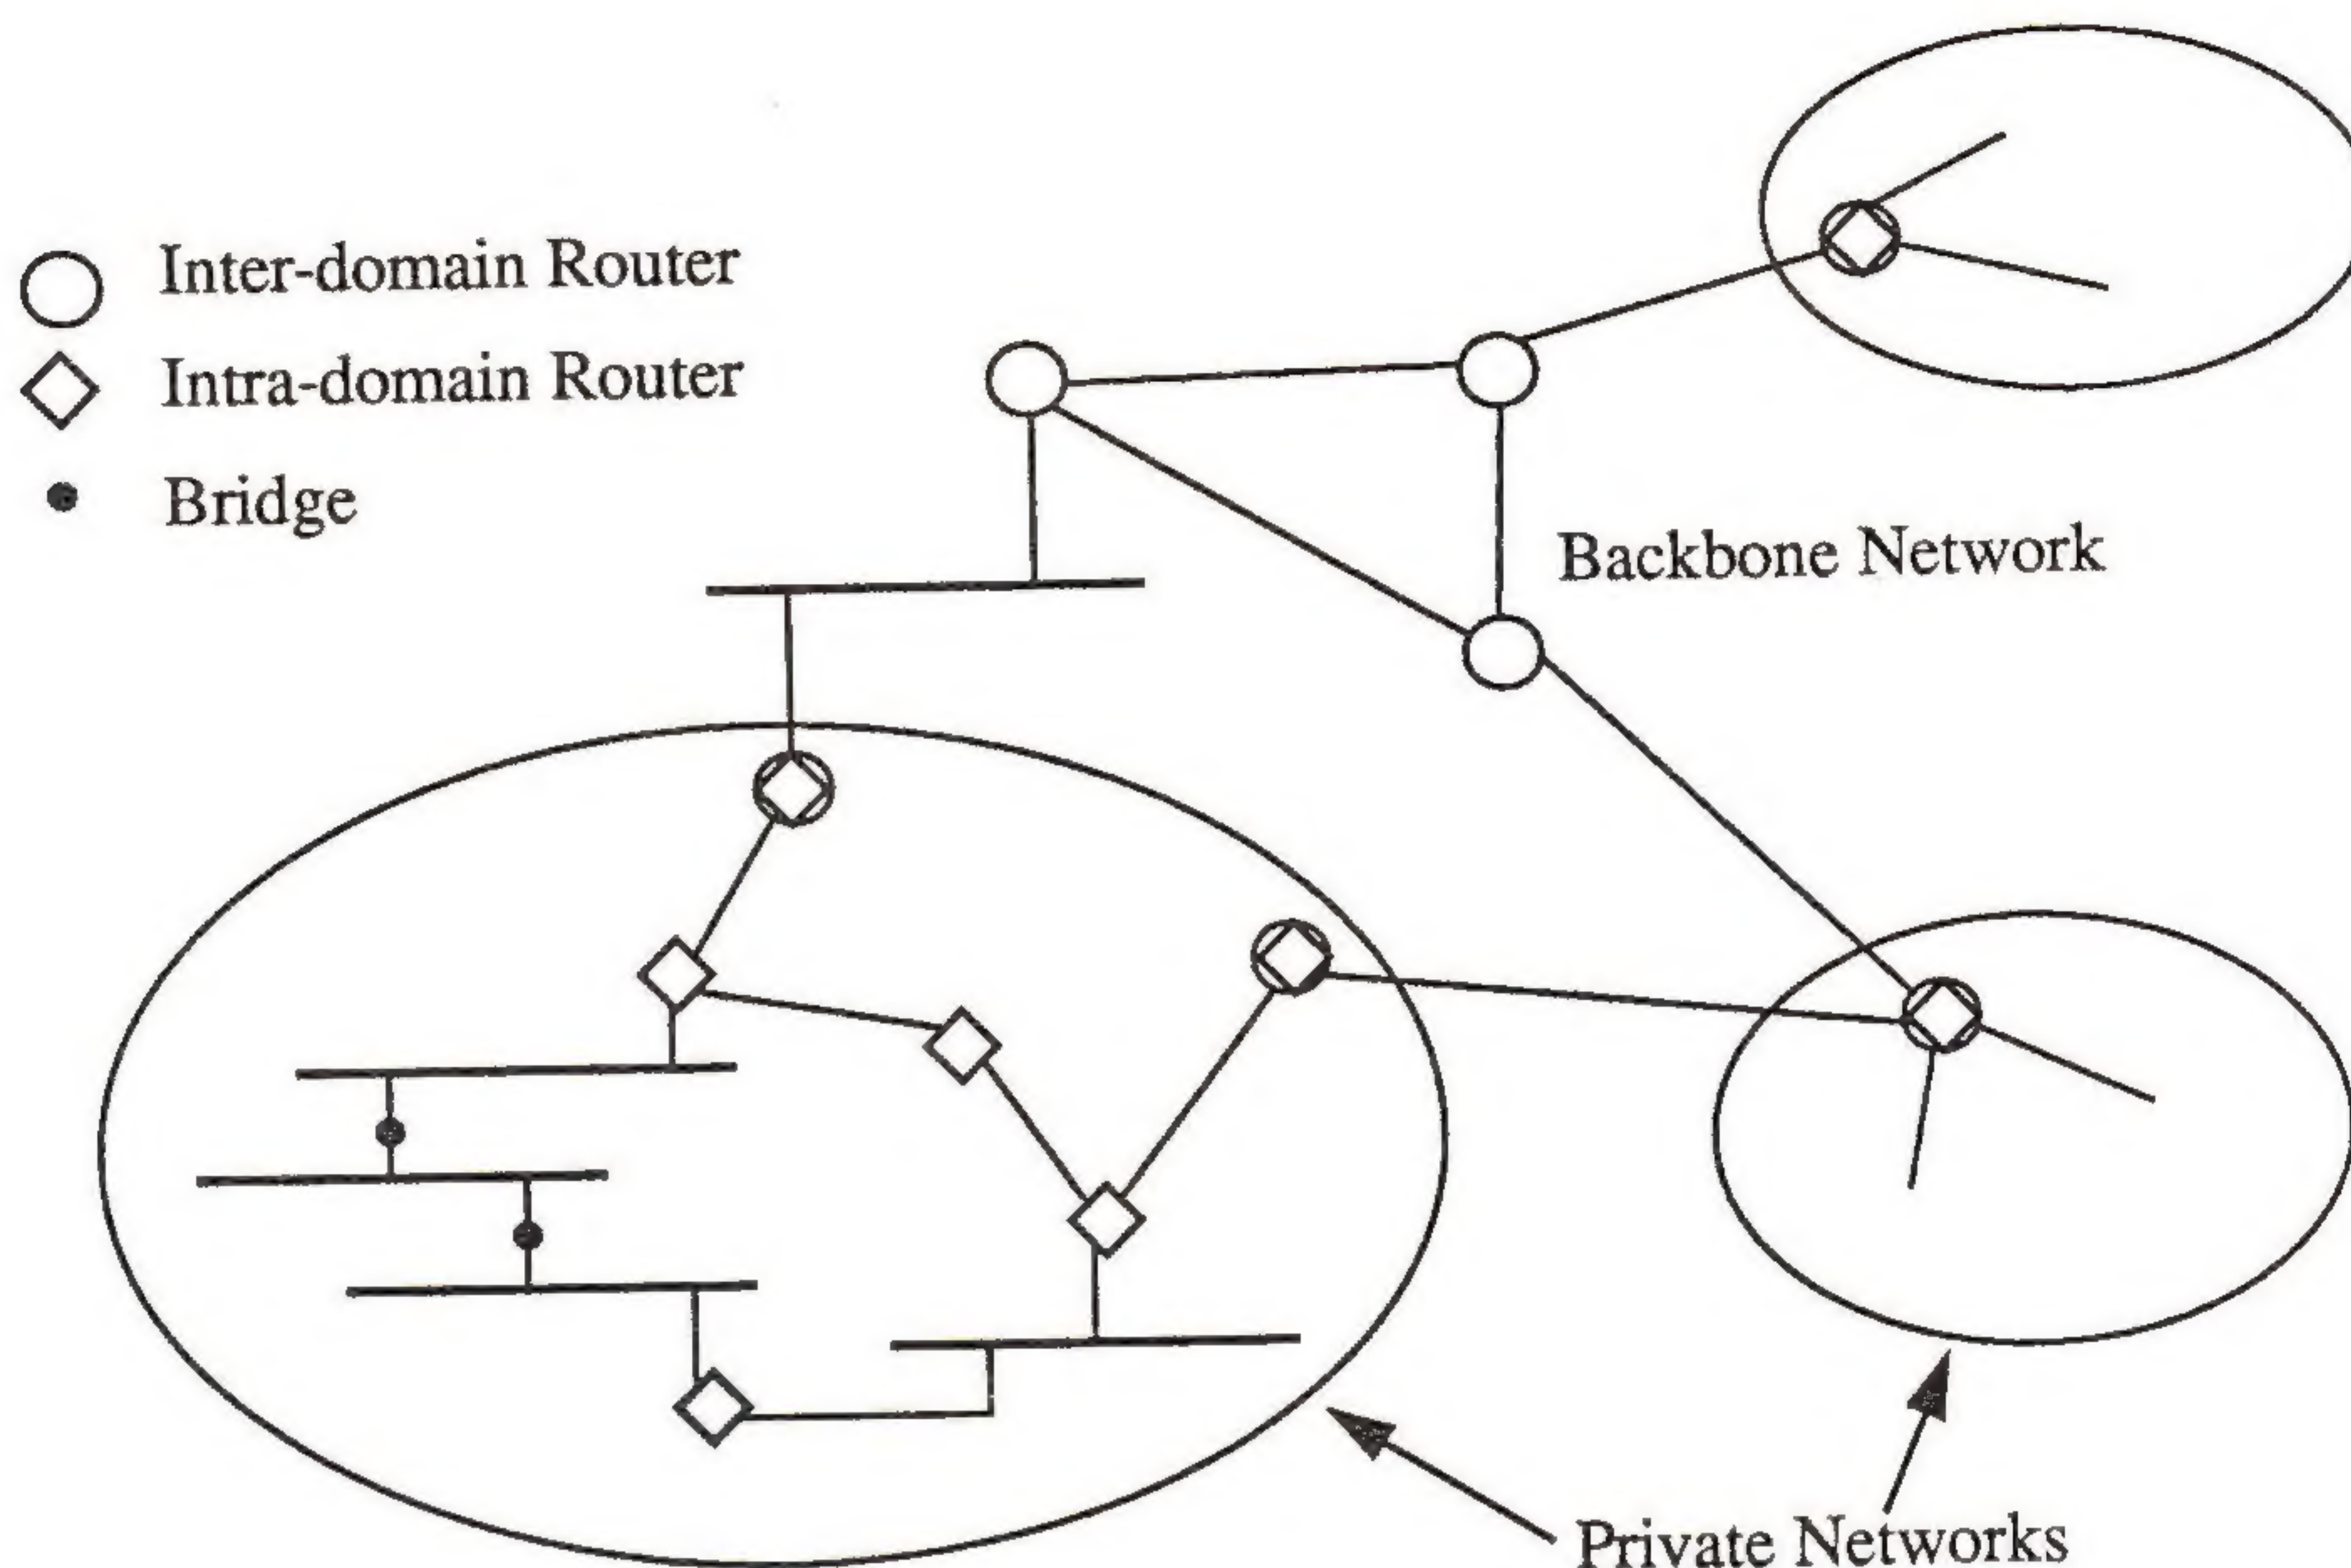 Inter-domain Router
Intra-domain Router
Bridge
Backbone Network
Private Networks